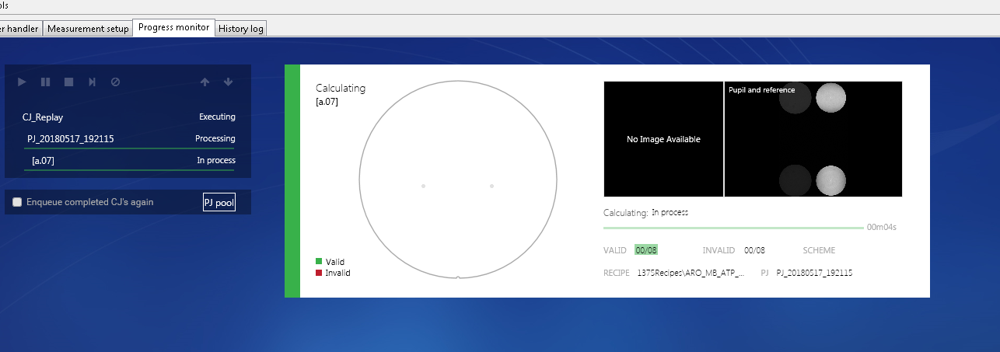 ols
er handler Measurement setup Progress monitor History log
CJ_Replay Executing
PJ_20180517_192115 Processing
[a.07] In process
Enqueue completed CJ's again PJ pool
Calculating
[a.07]
Valid
Invalid
No Image Available
Pupil and reference
Calculating: In process
00m04s
VALID 00/08 INVALID 00/08 SCHEME
RECIPE 1375Recipes\ARO_MB_ATP_... PJ PJ_20180517_192115